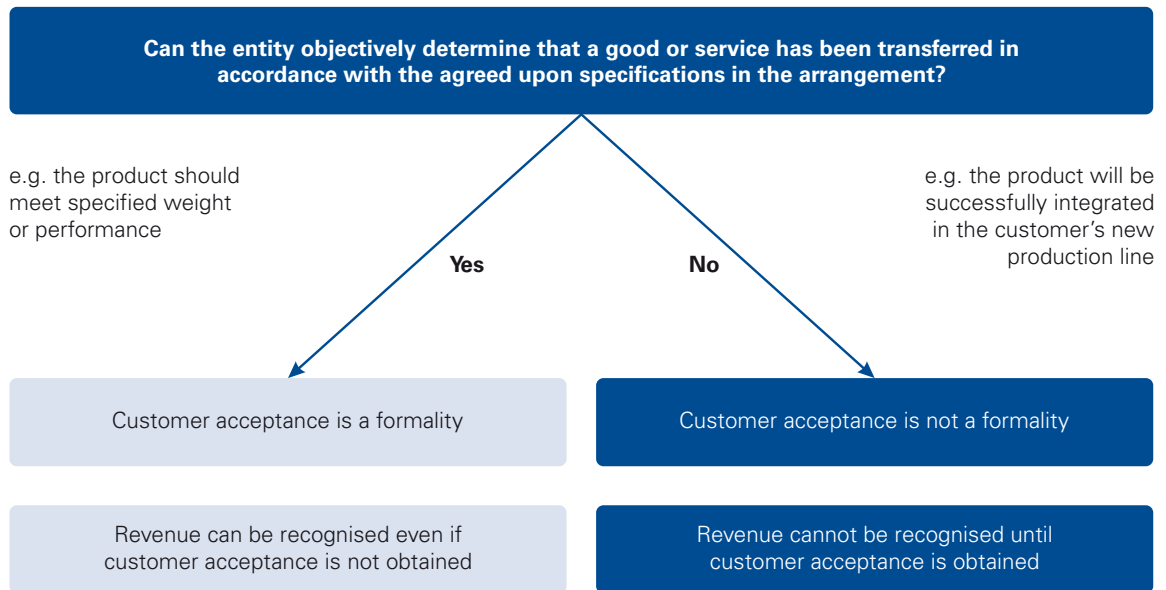 Can the entity objectively determine that a good or service has been transferred in
accordance with the agreed upon specifications in the arrangement?
e.g. the product should
meet specified weight
or performance
e.g. the product will be
successfully integrated
in the customer’s new
production line
Yes
No
Customer acceptance is a formality
Customer acceptance is not a formality
Revenue can be recognised even if
customer acceptance is not obtained
Revenue cannot be recognised until
customer acceptance is obtained